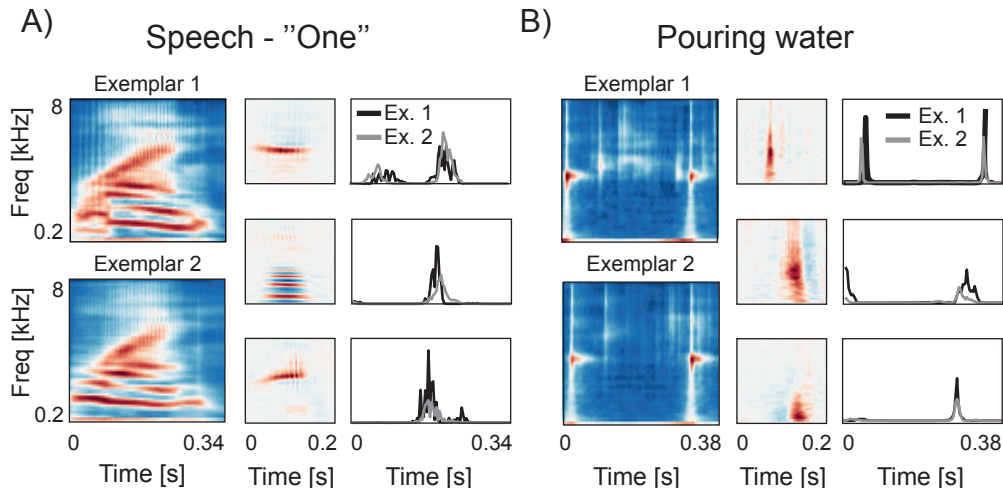 A)
Speech - ”One”
Exemplar 1
8
Freq [kHz]
0.2
Exemplar 2
8
Freq [kHz]
0.2
0
0.34
Time [s]
0
0.2
Time [s]
Ex. 1
Ex. 2
0
0.34
Time [s]
B)
Pouring water
Exemplar 1
Exemplar 2
0
0.38
Time [s]
0
0.2
Time [s]
Ex. 1
Ex. 2
0
0.38
Time [s]